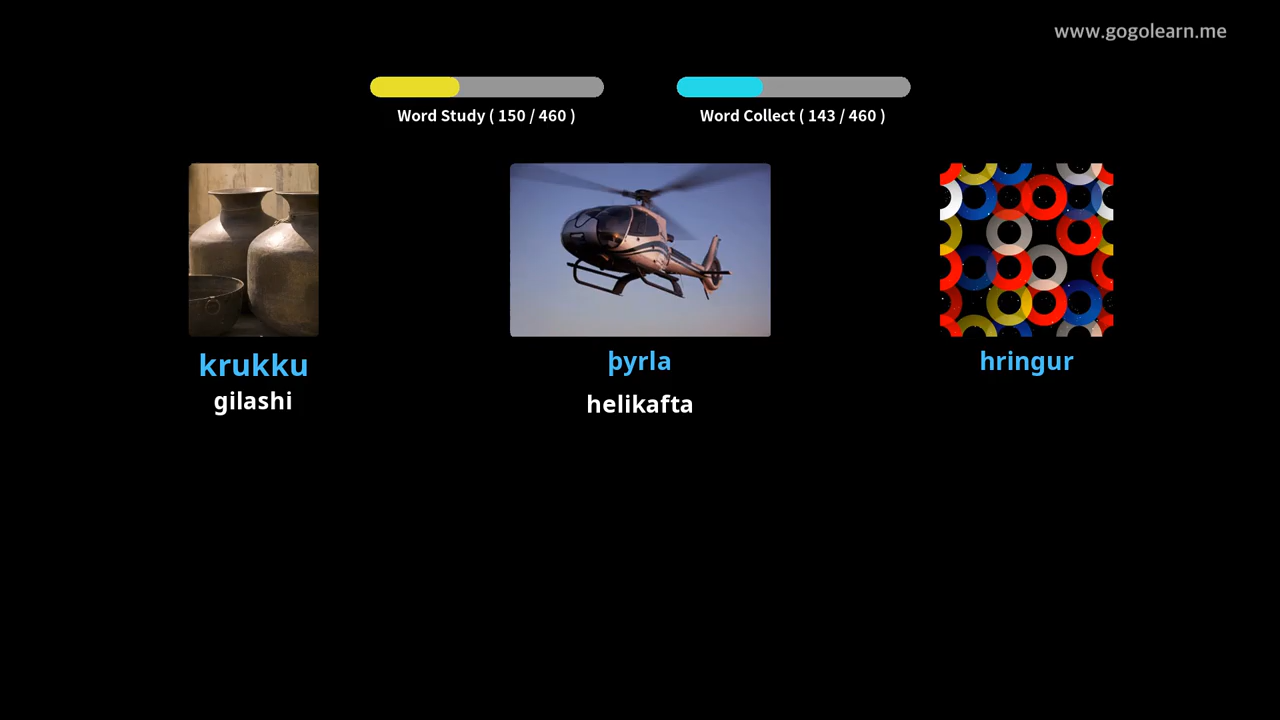 www.gogolearn.me
Word Study ( 150 / 460 )
Word Collect ( 143 / 460 )
krukku
þyrla
hringur
gilashi
helikafta